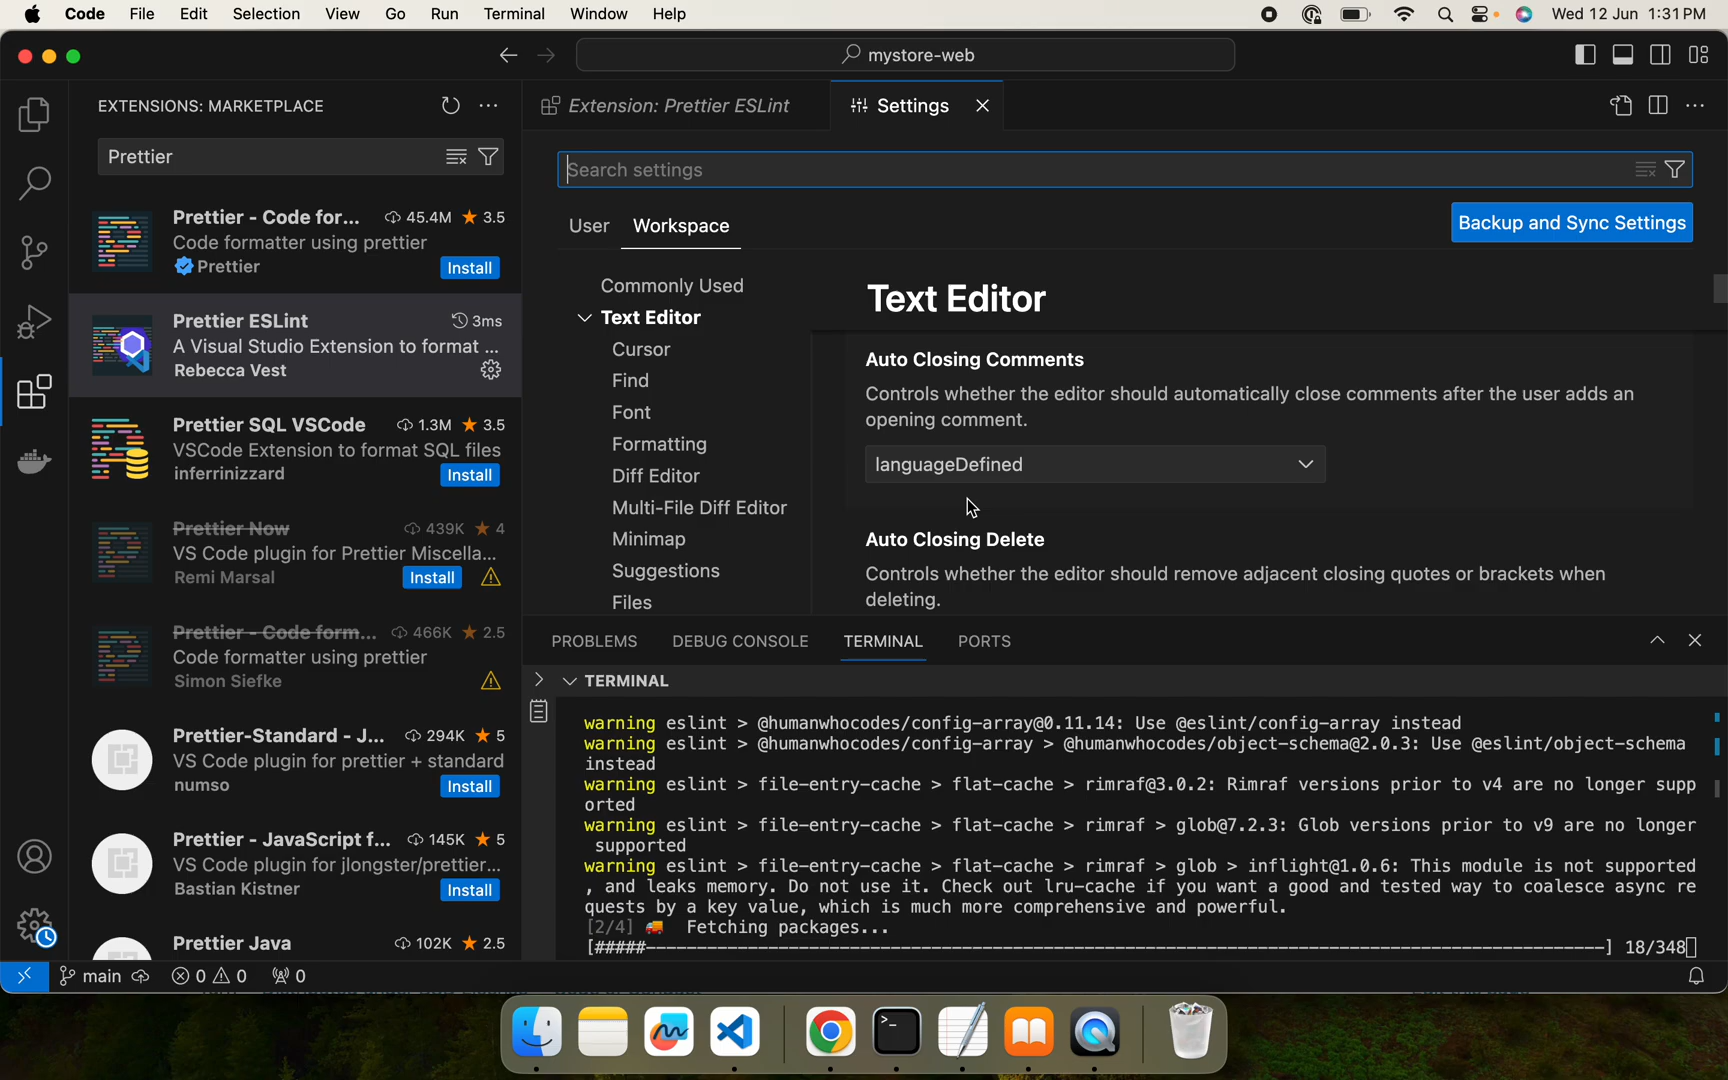 Code File Edit Selection View Go Run Terminal Window Help Wed 12 Jun 1:31 PM
mystore-web
EXTENSIONS: MARKETPLACE
Prettier
Prettier - Code for... 45.4M 3.5
Code formatter using prettier
Prettier Install
Prettier ESLint 3ms
A Visual Studio Extension to format ...
Rebecca Vest
Prettier SQL VSCode 1.3M 3.5
VSCode Extension to format SQL files
inferrinizzard Install
Prettier Now 439K 4
VS Code plugin for Prettier Miscella...
Remi Marsal Install
Prettier - Code form... 466K 2.5
Code formatter using prettier
Simon Siefke
Prettier-Standard - J... 294K 5
VS Code plugin for prettier + standard
numso Install
Prettier - JavaScript f... 145K 5
VS Code plugin for jlongster/prettier...
Bastian Kistner Install
Prettier Java 102K 2.5
Extension: Prettier ESLint Settings
Search settings
User Workspace Backup and Sync Settings
Commonly Used
Text Editor
Cursor
Find
Font
Formatting
Diff Editor
Multi-File Diff Editor
Minimap
Suggestions
Files
Text Editor
Auto Closing Comments
Controls whether the editor should automatically close comments after the user adds an
opening comment.
languageDefined
Auto Closing Delete
Controls whether the editor should remove adjacent closing quotes or brackets when
deleting.
PROBLEMS DEBUG CONSOLE TERMINAL PORTS
TERMINAL
warning eslint > @humanwhocodes/config-array@0.11.14: Use @eslint/config-array instead
warning eslint > @humanwhocodes/config-array > @humanwhocodes/object-schema@2.0.3: Use @eslint/object-schema
instead
warning eslint > file-entry-cache > flat-cache > rimraf@3.0.2: Rimraf versions prior to v4 are no longer supp
orted
warning eslint > file-entry-cache > flat-cache > rimraf > glob@7.2.3: Glob versions prior to v9 are no longer
supported
warning eslint > file-entry-cache > flat-cache > rimraf > glob > inflight@1.0.6: This module is not supported
, and leaks memory. Do not use it. Check out lru-cache if you want a good and tested way to coalesce async re
quests by a key value, which is much more comprehensive and powerful.
[2/4] 🚚 Fetching packages...
[#####--------------------------------------------------------------------------------------------] 18/348
main 0 0 0